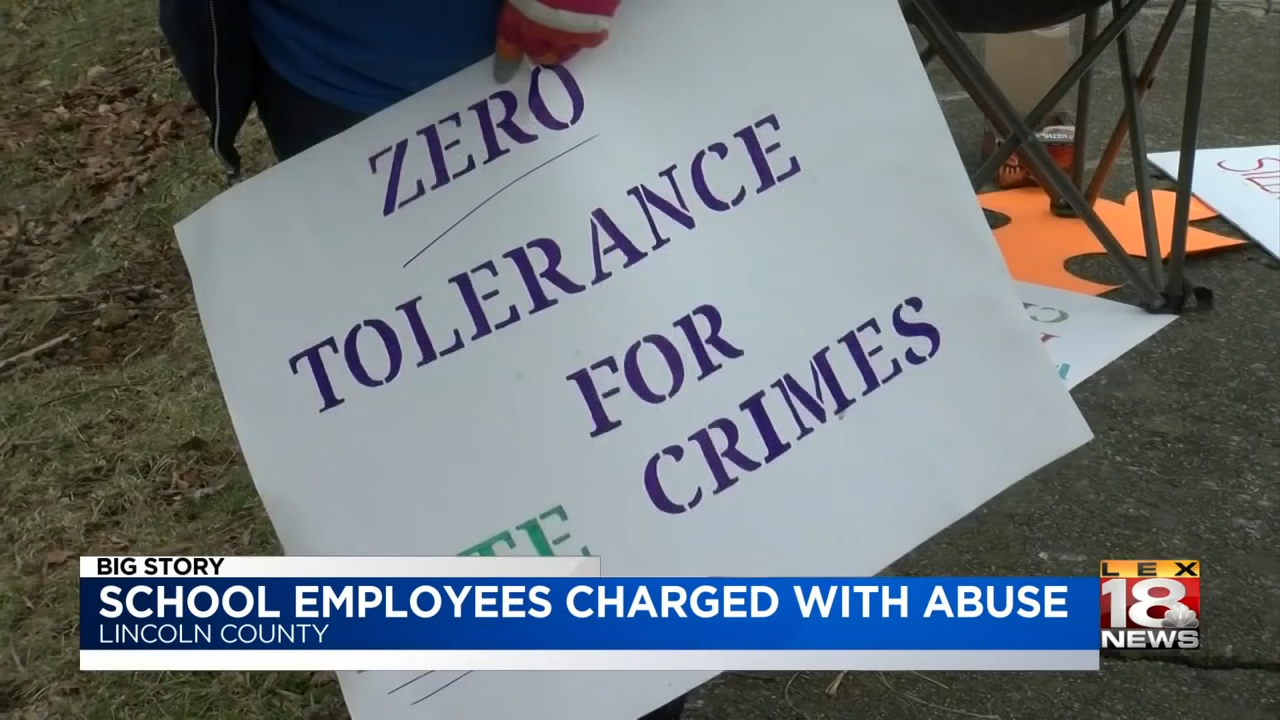 ZERO
TOLERANCE
FOR
CRIMES
BIG STORY
SCHOOL EMPLOYEES CHARGED WITH ABUSE
LINCOLN COUNTY
LEX
18
NEWS